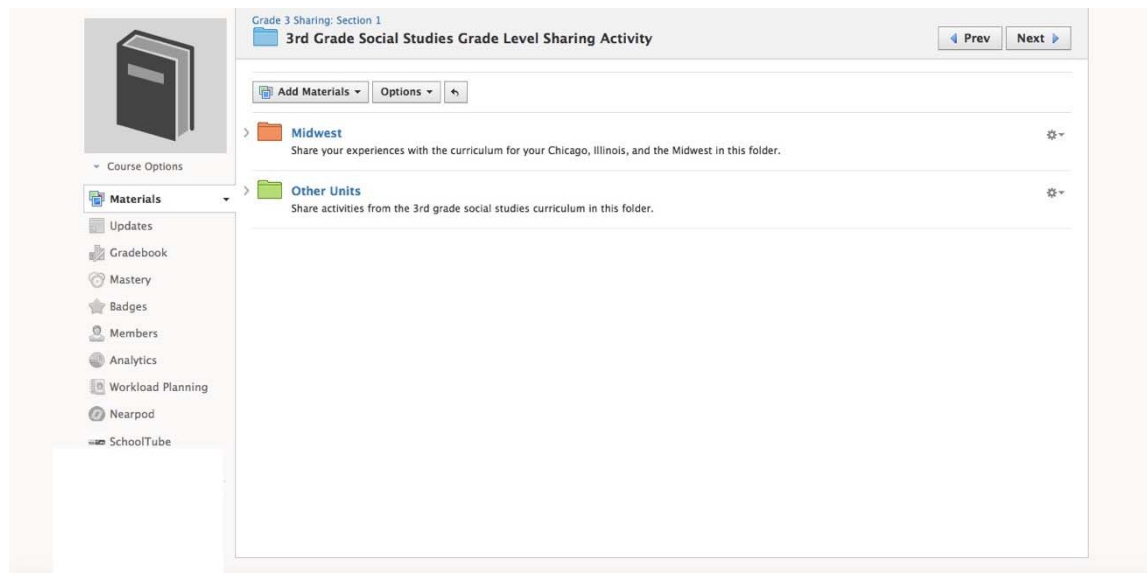 Grade 3 Sharing: Section 1
3rd Grade Social Studies Grade Level Sharing Activity
Prev
Next
Add Materials
Options
Midwest
Share your experiences with the curriculum for your Chicago, Illinois, and the Midwest in this folder.
Other Units
Share activities from the 3rd grade social studies curriculum in this folder.
Course Options
Materials
Updates
Gradebook
Mastery
Badges
Members
Analytics
Workload Planning
Nearpod
SchoolTube